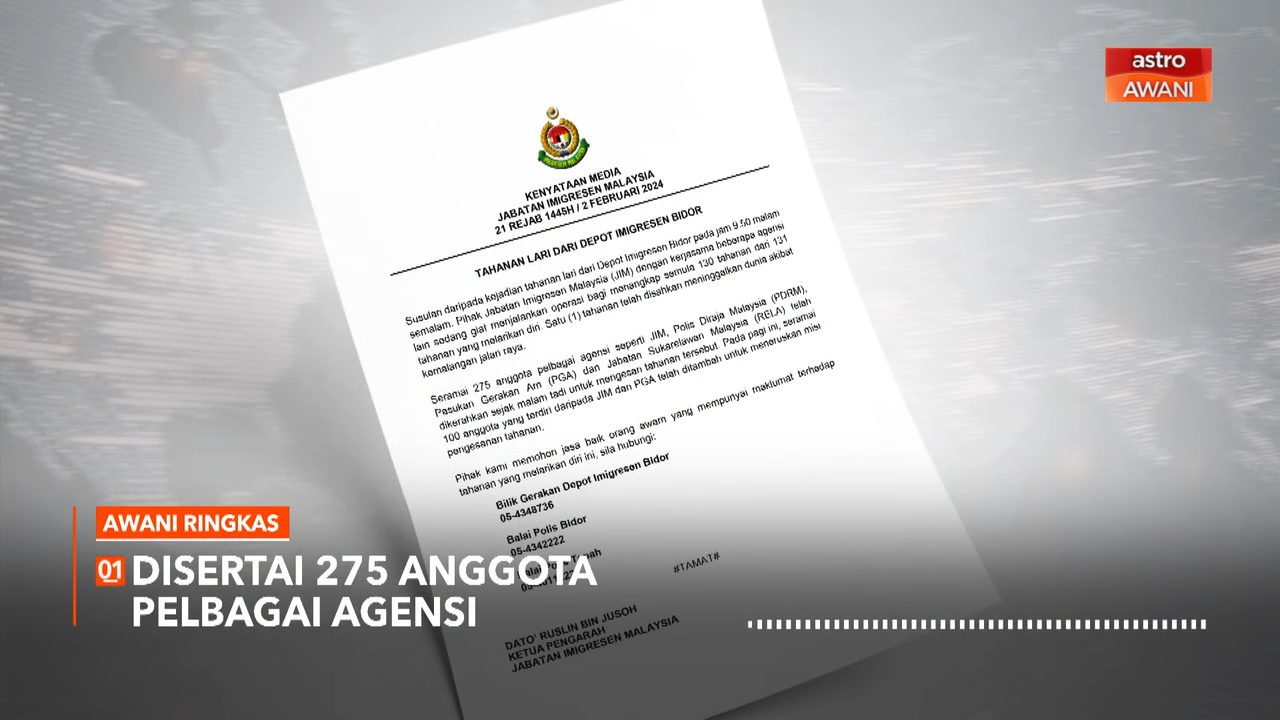 astro
AWANI
KENYATAAN MEDIA
JABATAN IMIGRESEN MALAYSIA
21 REJAB 1445H / 2 FEBRUARI 2024
TAHANAN LARI DARI DEPOT IMIGRESEN BIDOR
Susulan daripada kejadian tahanan lari dari Depot Imigresen Bidor pada jam 9.50 malam
semalam. Pihak Jabatan Imigresen Malaysia (JIM) dengan kerjasama beberapa agensi
lain sedang giat menjalankan operasi bagi menangkap semula 130 tahanan dari 131
tahanan yang melarikan diri. Satu (1) tahanan telah disahkan meninggalkan dunia akibat
kemalangan jalan raya.
Seramai 275 anggota pelbagai agensi seperti JIM, Polis Diraja Malaysia (PDRM),
Pasukan Gerakan Am (PGA) dan Jabatan Sukarelawan Malaysia (RELA) telah
dikerahkan sejak malam tadi untuk mengesan tahanan tersebut. Pada pagi ini, seramai
100 anggota yang terdiri daripada JIM dan PGA telah ditambah untuk meneruskan misi
pengesanan tahanan.
Pihak kami memohon jasa baik orang awam yang mempunyai maklumat terhadap
tahanan yang melarikan diri ini, sila hubungi:
Bilik Gerakan Depot Imigresen Bidor
05-4348736
Balai Polis Bidor
05-4342222
#TAMAT#
DATO' RUSLIN BIN JUSOH
KETUA PENGARAH
JABATAN IMIGRESEN MALAYSIA
AWANI RINGKAS
01 DISERTAI 275 ANGGOTA
PELBAGAI AGENSI